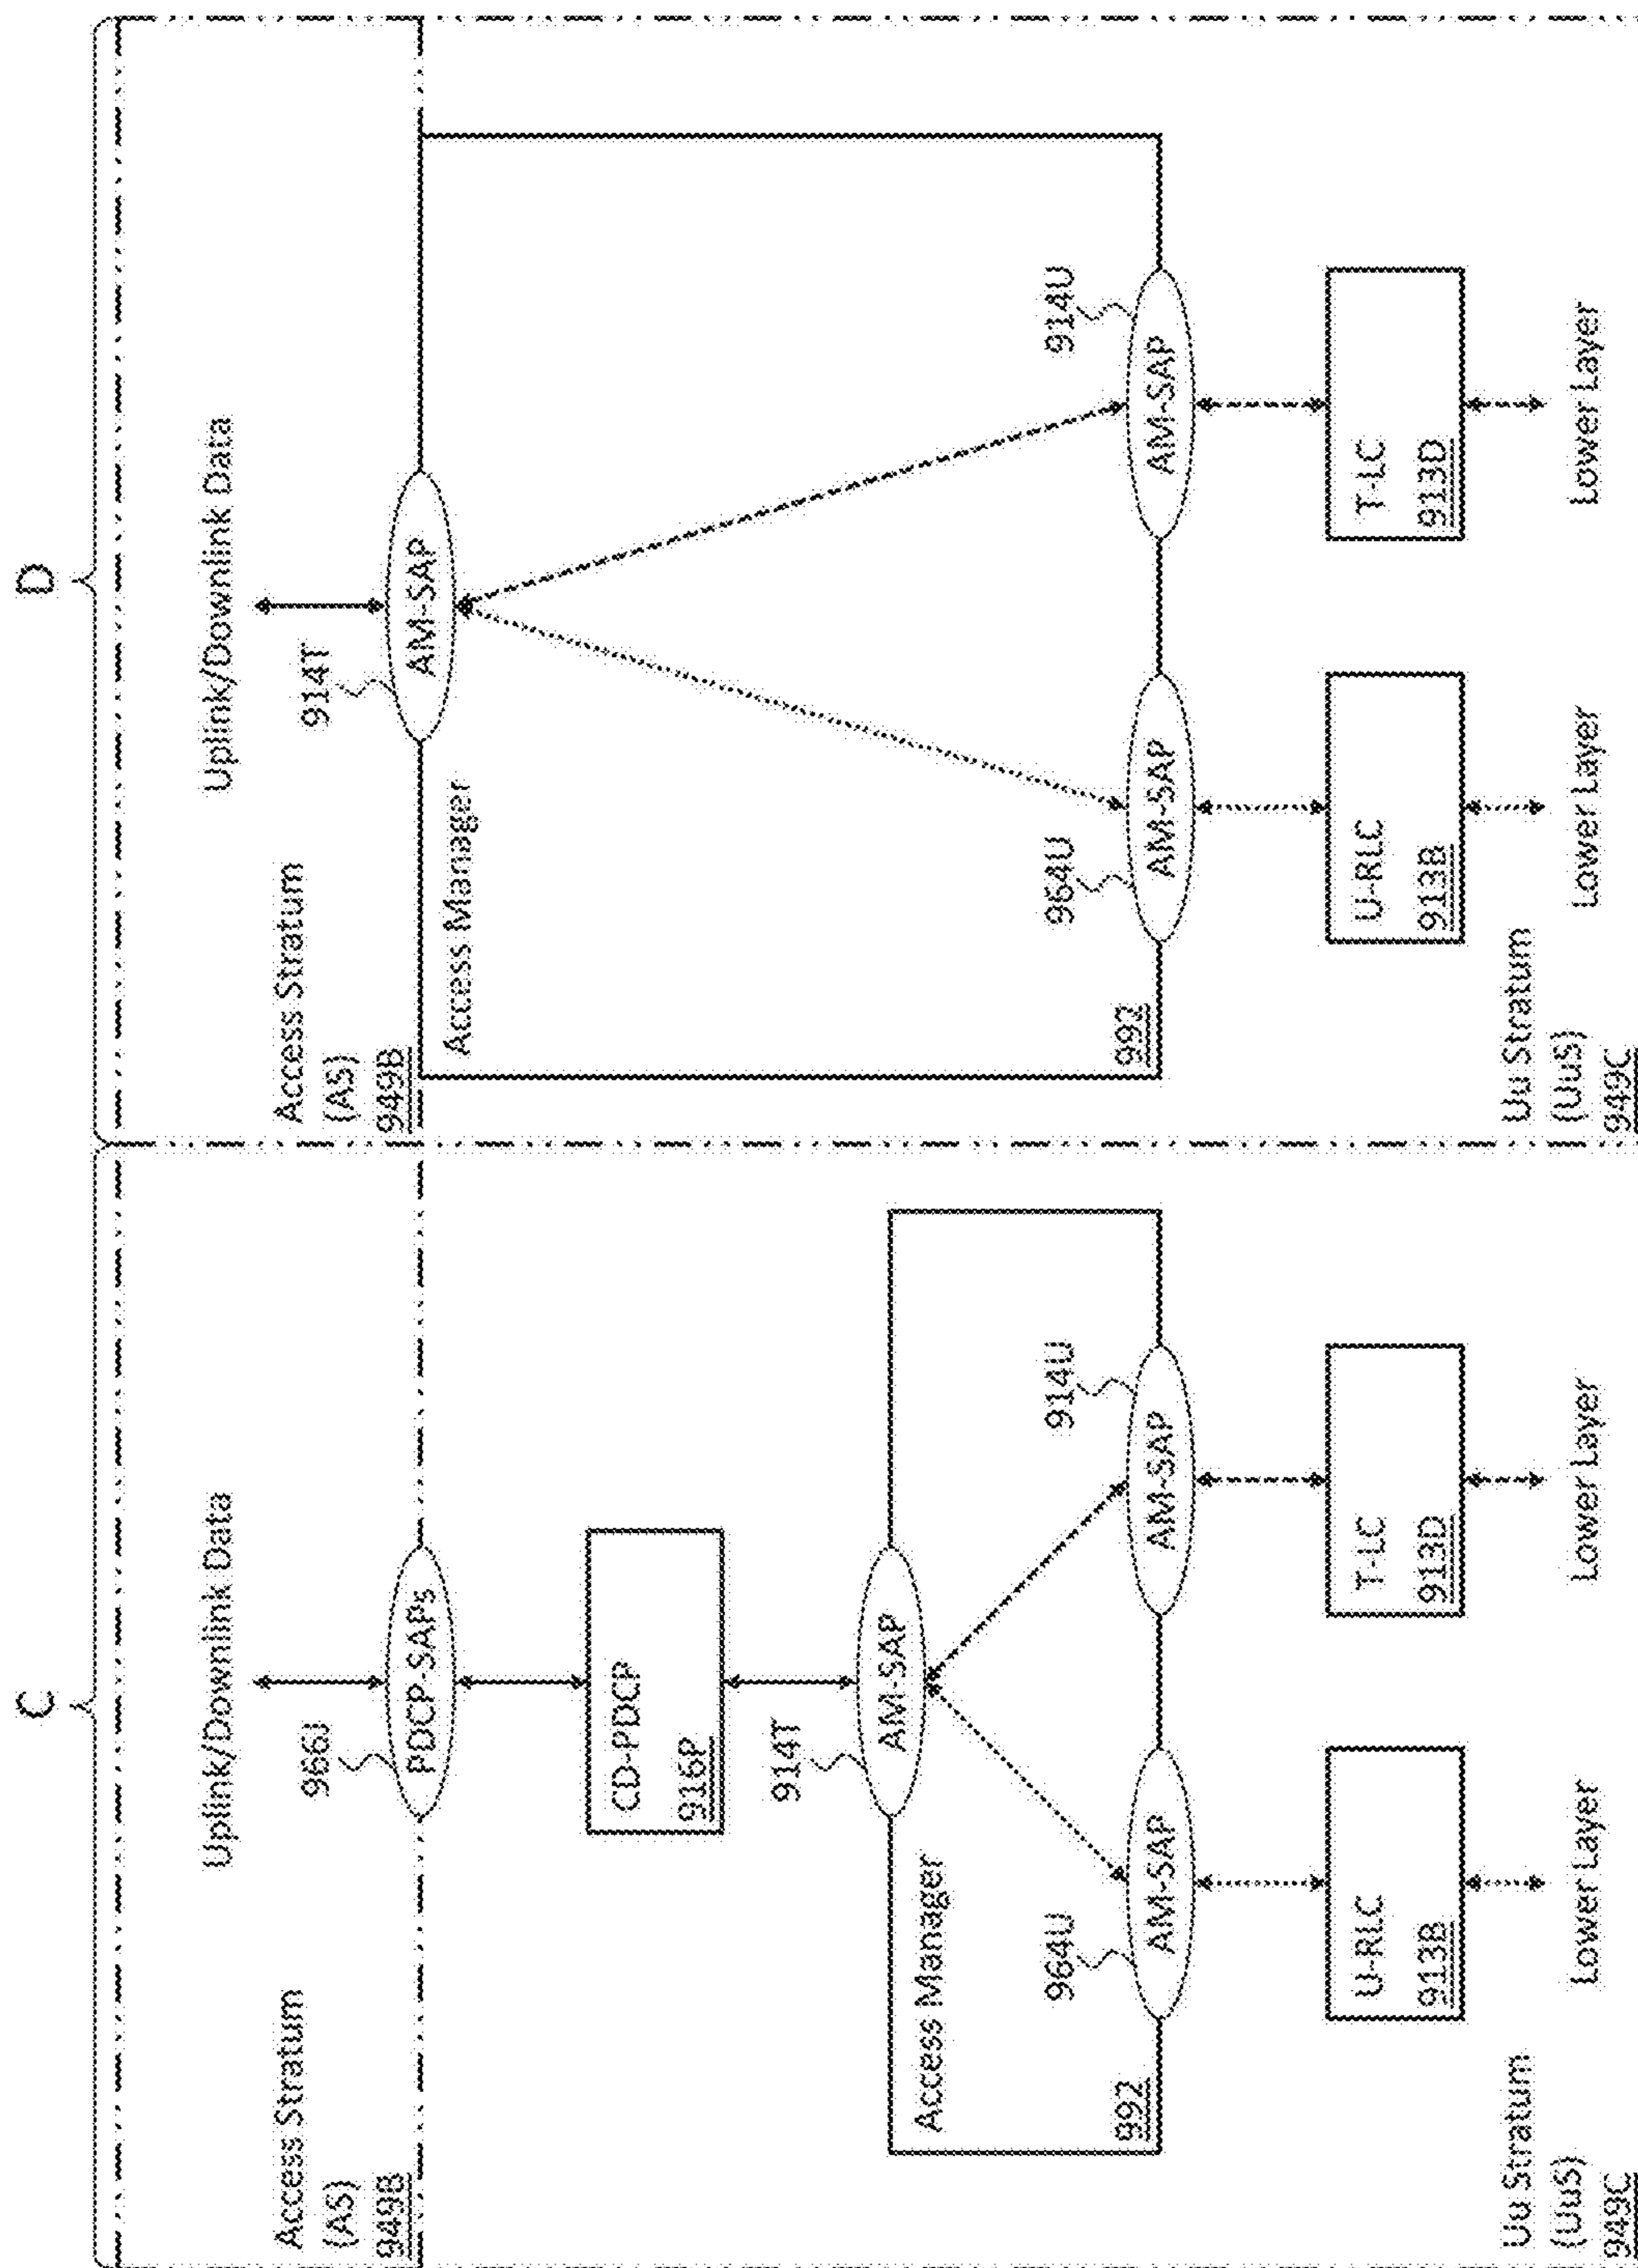 C
Uplink/Downlink Data
Access Stratum
(AS)
949B
966J
PDCP-SAPs
CD-PDCP
916P
914T
AM-SAP
Access Manager
964U
914U
AM-SAP
AM-SAP
992
U-RLC
913B
T-LC
913D
Lower Layer
Lower Layer
Uu Stratum
(UuS)
949C
D
Uplink/Downlink Data
Access Stratum
(AS)
949B
914T
AM-SAP
Access Manager
964U
914U
AM-SAP
AM-SAP
992
U-RLC
913B
T-LC
913D
Lower Layer
Lower Layer
Uu Stratum
(UuS)
949C